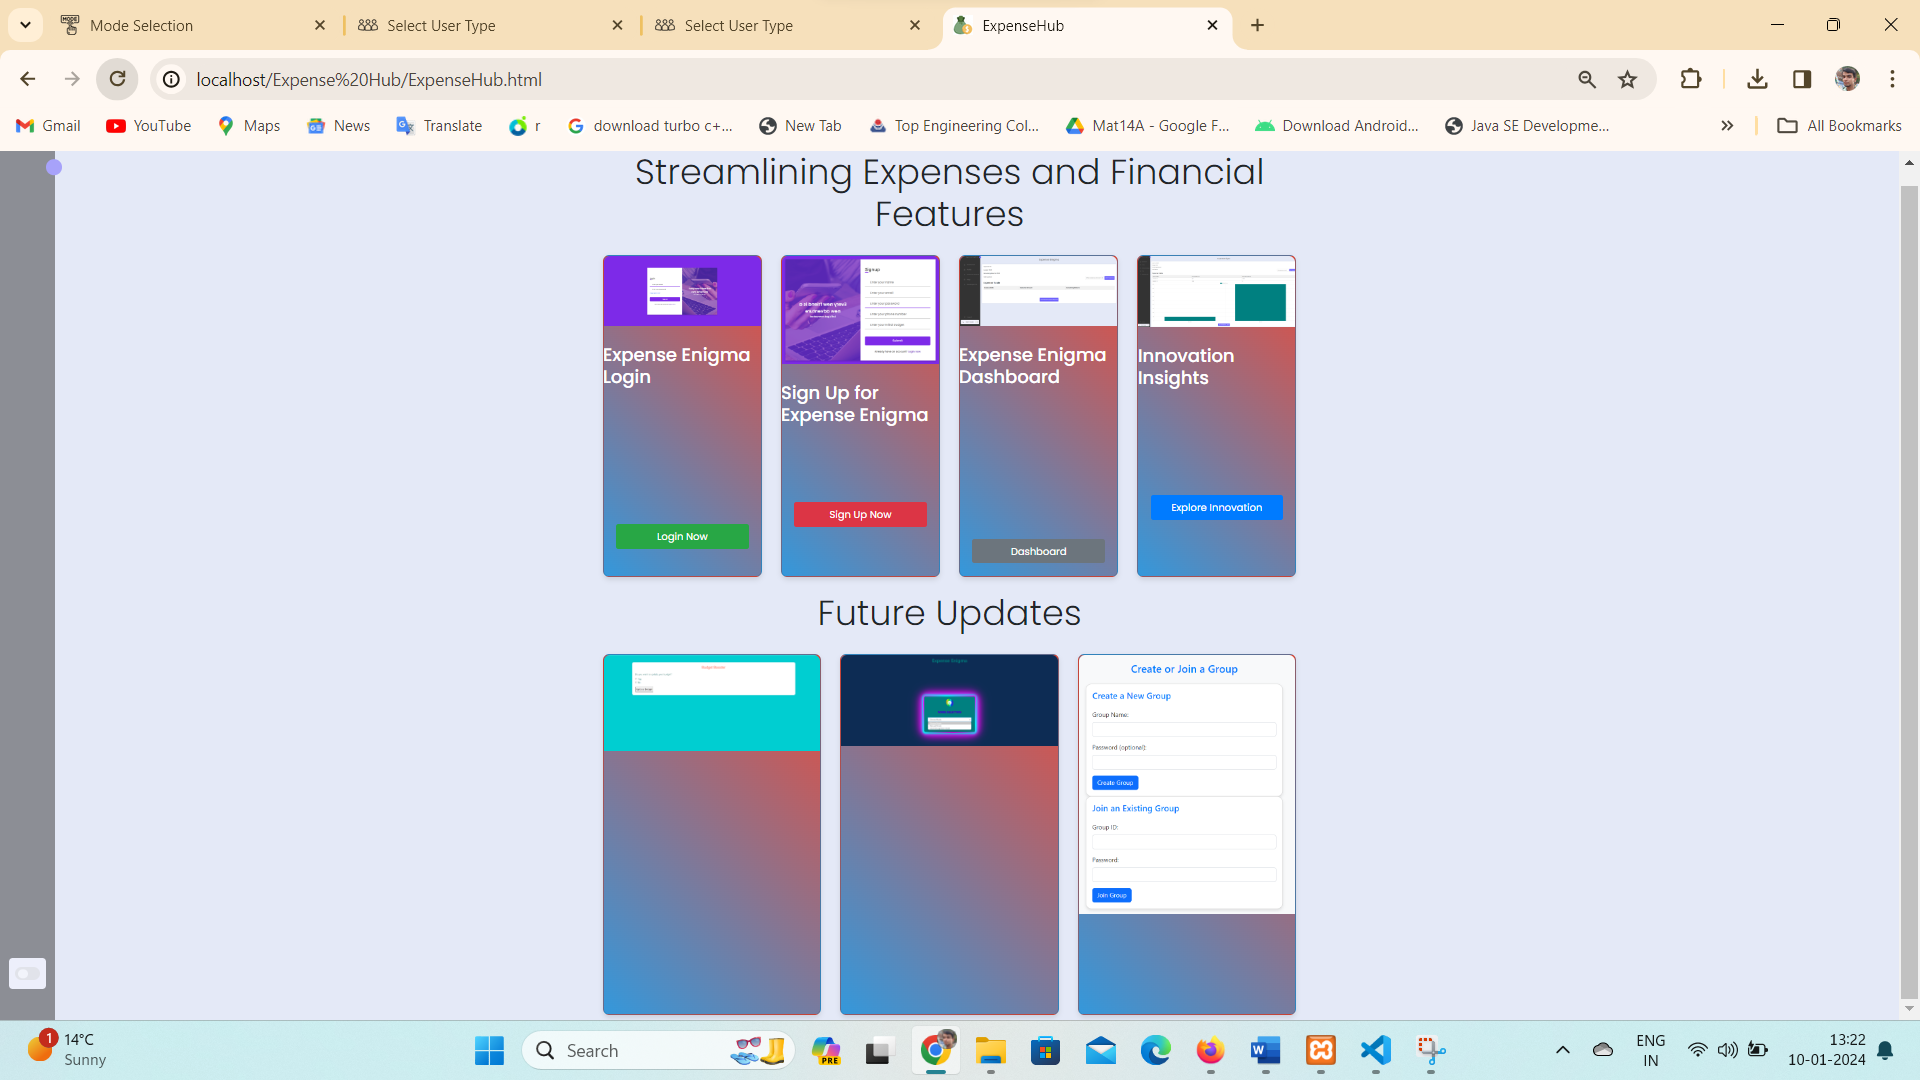 Mode Selection
Select User Type
Select User Type
ExpenseHub
localhost/Expense%20Hub/ExpenseHub.html
Gmail
YouTube
Maps
News
Translate
r
download turbo c+...
New Tab
Top Engineering Col...
Mat14A - Google F...
Download Android...
Java SE Developme...
All Bookmarks
Streamlining Expenses and Financial
Features
Signup
Expense Enigma
Login
Login Now
Sign Up for
Expense Enigma
Sign Up Now
Expense Enigma
Dashboard
Dashboard
Innovation
Insights
Explore Innovation
Future Updates
Create or Join a Group
Create a New Group
Group Name:
Password (optional):
Create Group
Join an Existing Group
Group ID:
Password:
Join Group
1
14°C
Sunny
Search
PRE
ENG
IN
13:22
10-01-2024